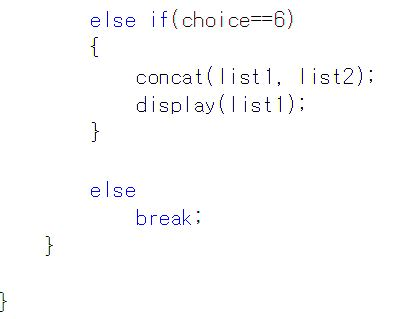 else if(choice==6)
{
concat(list1, list2);
display(list1);
}
else
break;
}
}